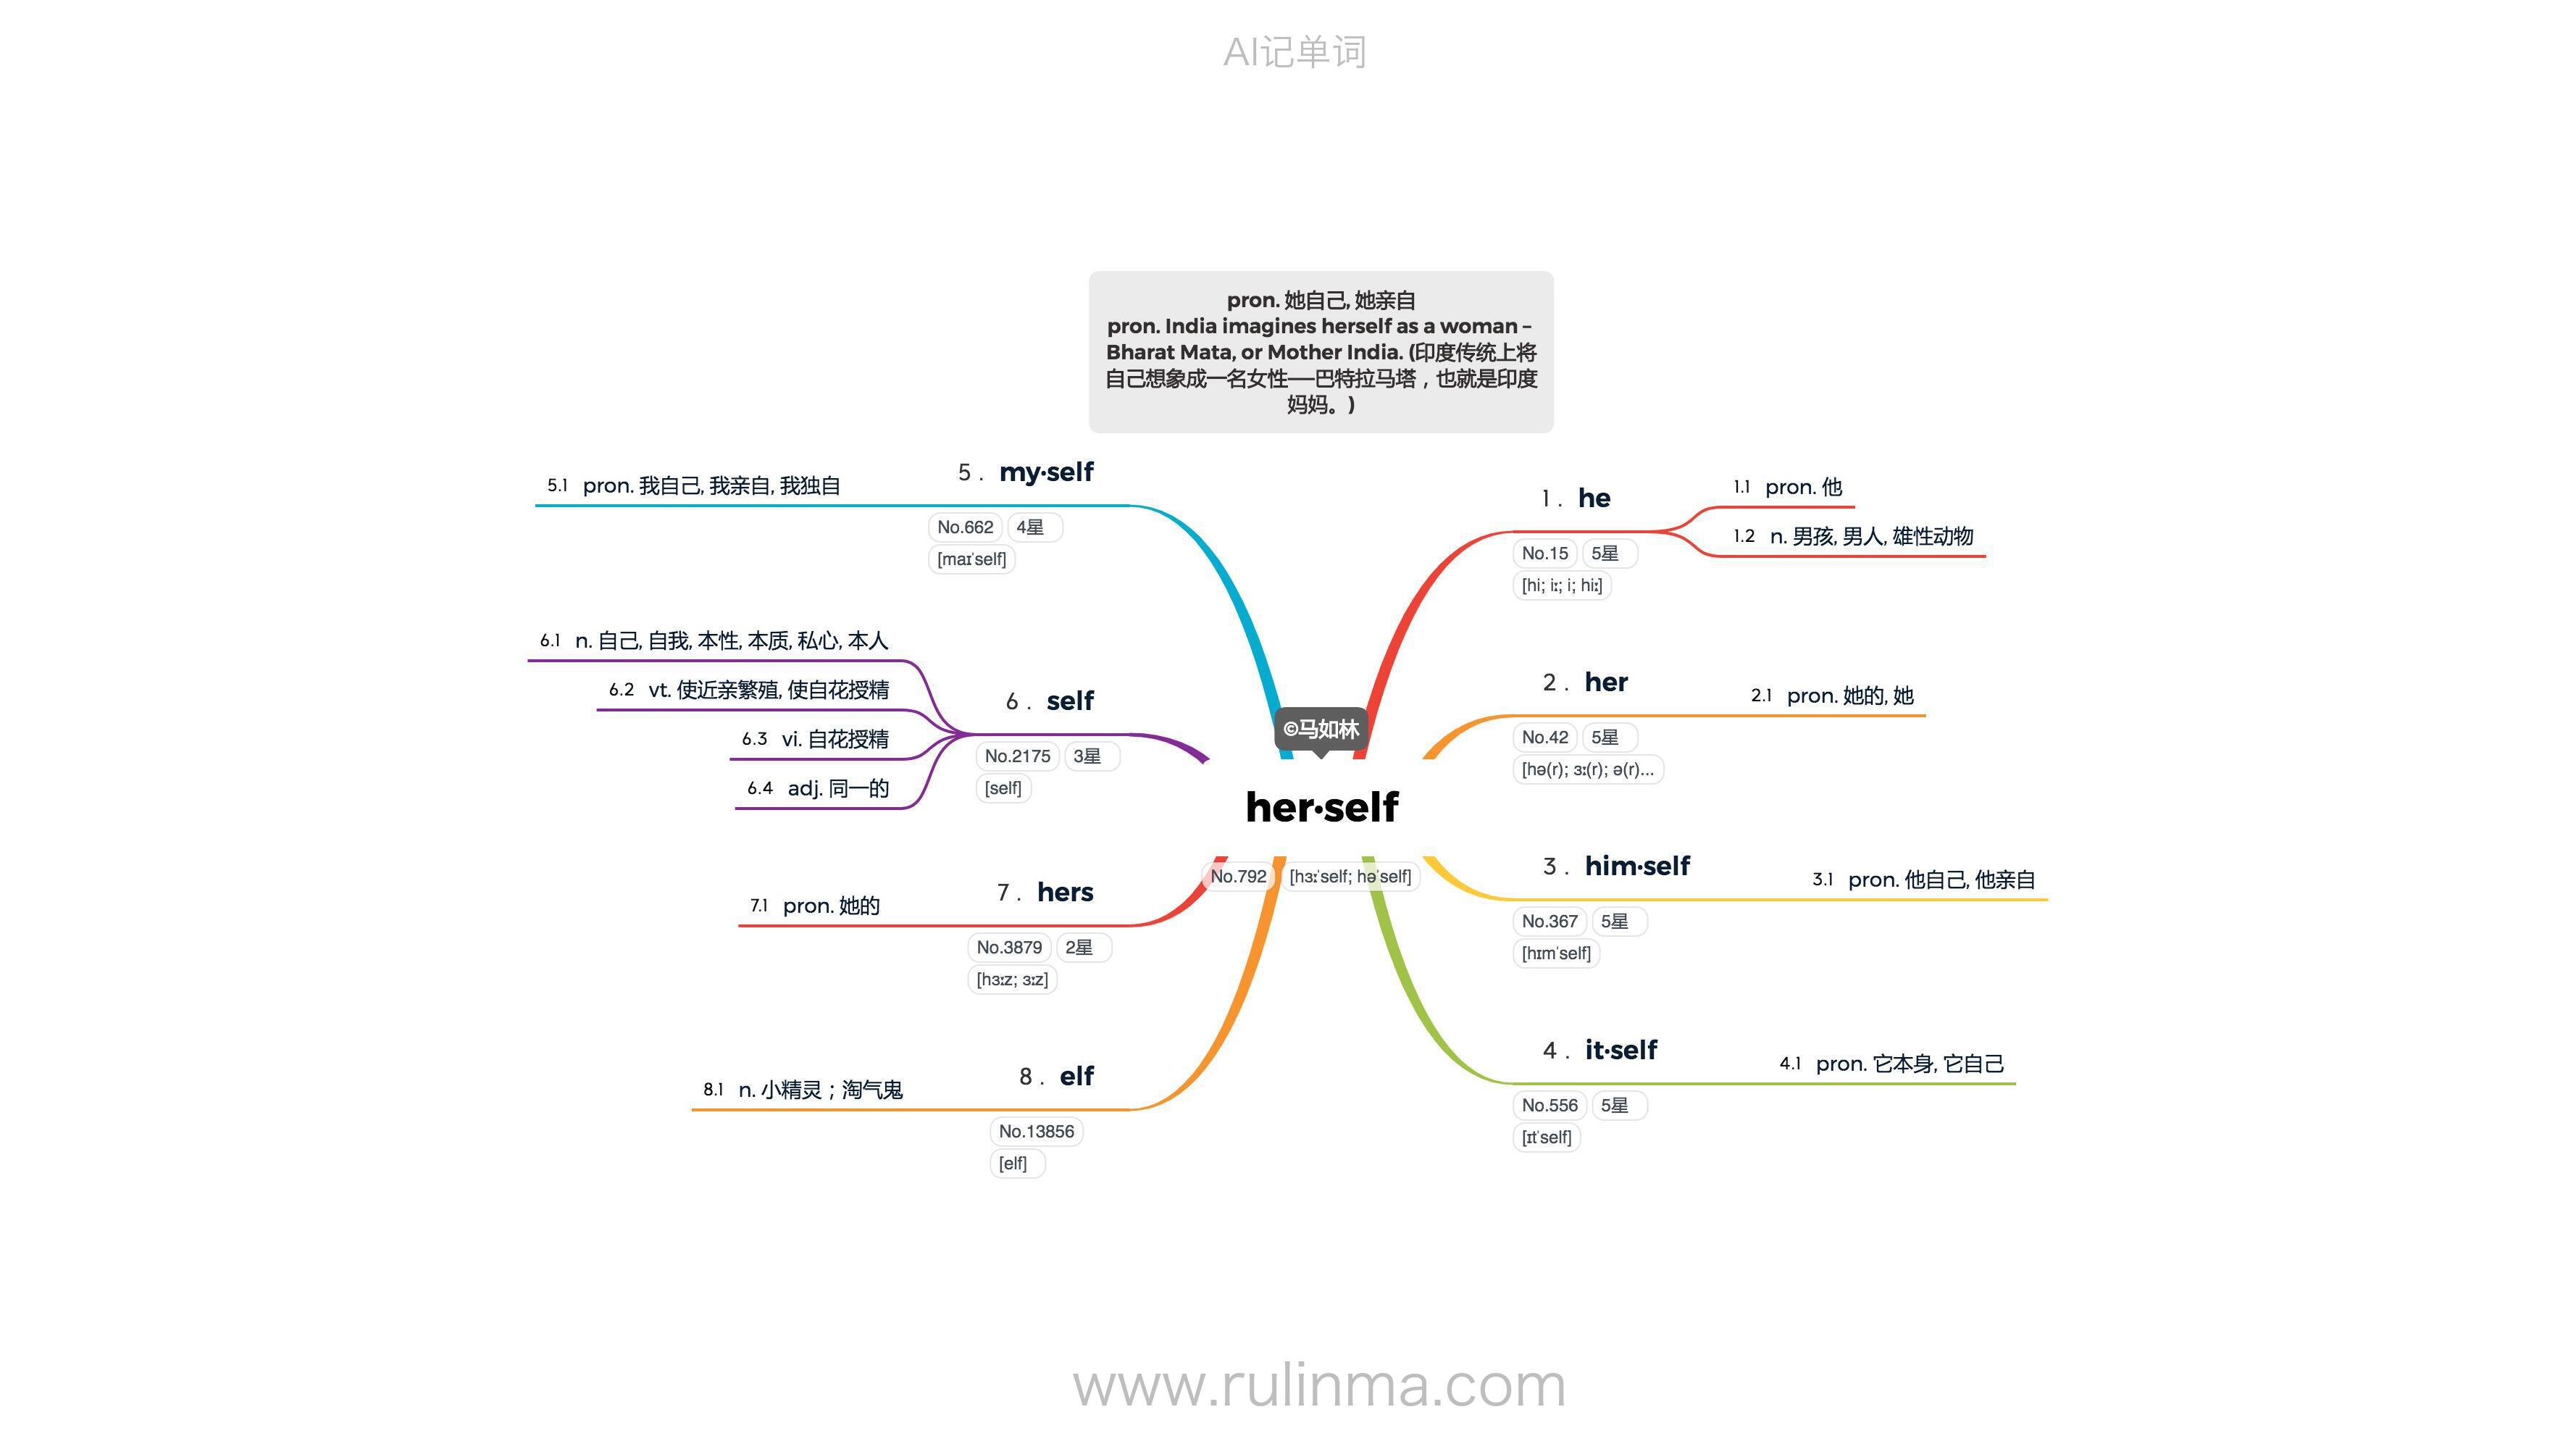 AI记单词
pron. 她自己, 她亲自
pron. India imagines herself as a woman –
Bharat Mata, or Mother India. (印度传统上将
自己想象成一名女性——巴特拉马塔，也就是印度
妈妈。)
©马如林
her·self
No.792 [hɜːˈself; həˈself]
1 . he
No.15 5星
[hi; iː; i; hiː]
1.1 pron. 他
1.2 n. 男孩, 男人, 雄性动物
2 . her
No.42 5星
[hə(r); ɜː(r); ə(r)...
2.1 pron. 她的, 她
3 . him·self
No.367 5星
[hɪmˈself]
3.1 pron. 他自己, 他亲自
4 . it·self
No.556 5星
[ɪtˈself]
4.1 pron. 它本身, 它自己
5 . my·self
No.662 4星
[maɪˈself]
5.1 pron. 我自己, 我亲自, 我独自
6 . self
No.2175 3星
[self]
6.1 n. 自己, 自我, 本性, 本质, 私心, 本人
6.2 vt. 使近亲繁殖, 使自花授精
6.3 vi. 自花授精
6.4 adj. 同一的
7 . hers
No.3879 2星
[hɜːz; ɜːz]
7.1 pron. 她的
8 . elf
No.13856
[elf]
8.1 n. 小精灵；淘气鬼
www.rulinma.com